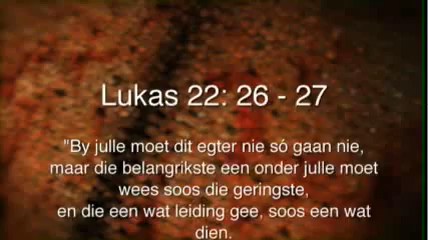 Lukas 22: 26 - 27
"By julle moet dit egter nie só gaan nie,
maar die belangrikste een onder julle moet
wees soos die geringste,
en die een wat leiding gee, soos een wat
dien.